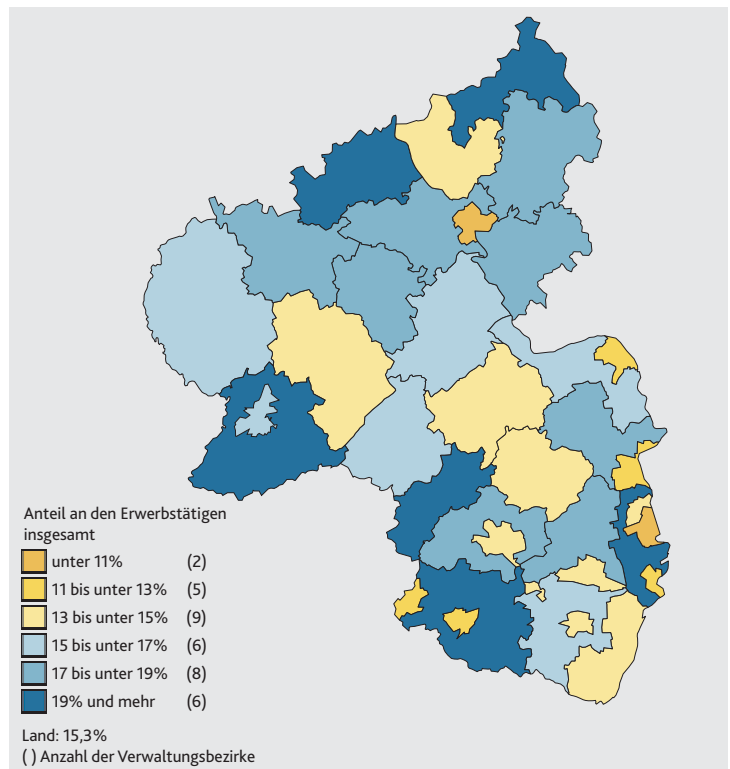 Anteil an den Erwerbstätigen
insgesamt
unter 11% (2)
11 bis unter 13% (5)
13 bis unter 15% (9)
15 bis unter 17% (6)
17 bis unter 19% (8)
19% und mehr (6)
Land: 15,3%
( ) Anzahl der Verwaltungsbezirke